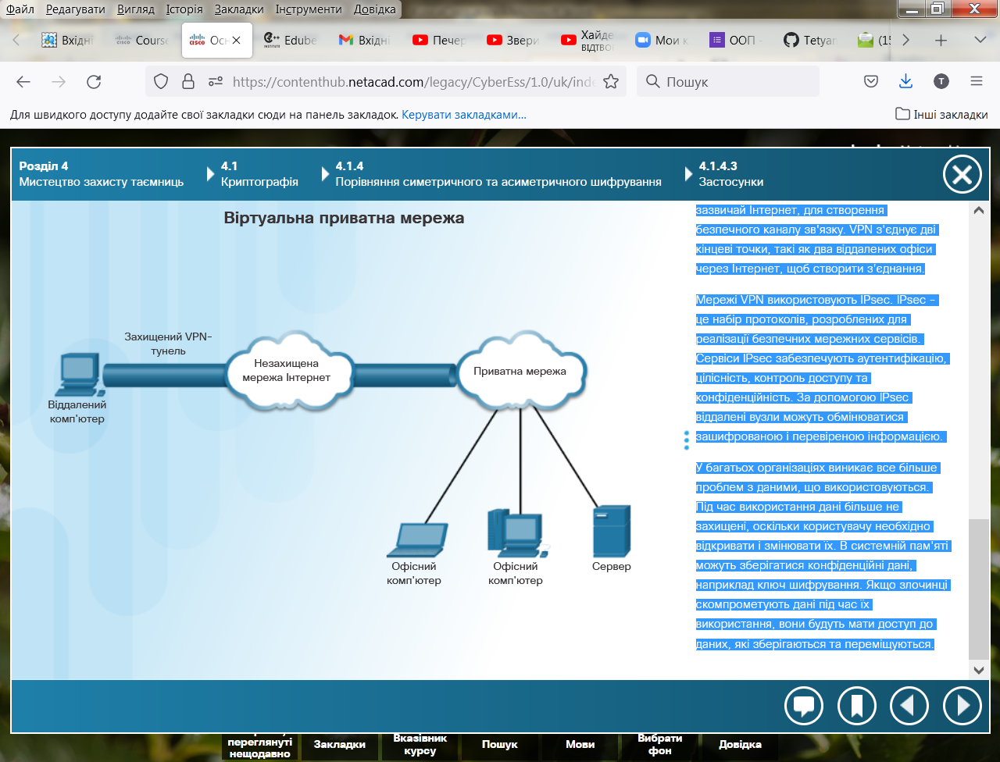 Файл Редагувати Вигляд Історія Закладки Інструменти Довідка
Вхідні
Course
Осн
Edube
Вхідні
Печер
Звери
Хайде
Мои к
ООП -
Tetyan
(15
https://contenthub.netacad.com/legacy/CyberEss/1.0/uk/inde
Пошук
T
Для швидкого доступу додайте свої закладки сюди на панель закладок. Керувати закладками…
Інші закладки
Розділ 4
Мистецтво захисту таємниць
4.1
Криптографія
4.1.4
Порівняння симетричного та асиметричного шифрування
4.1.4.3
Застосунки
Віртуальна приватна мережа
Захищений VPN-
тунель
Незахищена
мережа Інтернет
Приватна мережа
Віддалений
комп'ютер
Офісний
комп'ютер
Офісний
комп'ютер
Сервер
зазвичай Інтернет, для створення
безпечного каналу зв'язку. VPN з'єднує дві
кінцеві точки, такі як два віддалених офіси
через Інтернет, щоб створити з'єднання.
Мережі VPN використовують IPsec. IPsec -
це набір протоколів, розроблених для
реалізації безпечних мережних сервісів.
Сервіси IPsec забезпечують аутентифікацію,
цілісність, контроль доступу та
конфіденційність. За допомогою IPsec
віддалені вузли можуть обмінюватися
зашифрованою і перевіреною інформацією.
У багатьох організаціях виникає все більше
проблем з даними, що використовуються.
Під час використання дані більше не
захищені, оскільки користувачу необхідно
відкривати і змінювати їх. В системній пам'яті
можуть зберігатися конфіденційні дані,
наприклад ключ шифрування. Якщо злочинці
скомпрометують дані під час їх
використання, вони будуть мати доступ до
даних, які зберігаються та переміщуються.
переглянуті
нещодавно
Закладки
Вказівник
курсу
Пошук
Мови
Вибрати
фон
Довідка